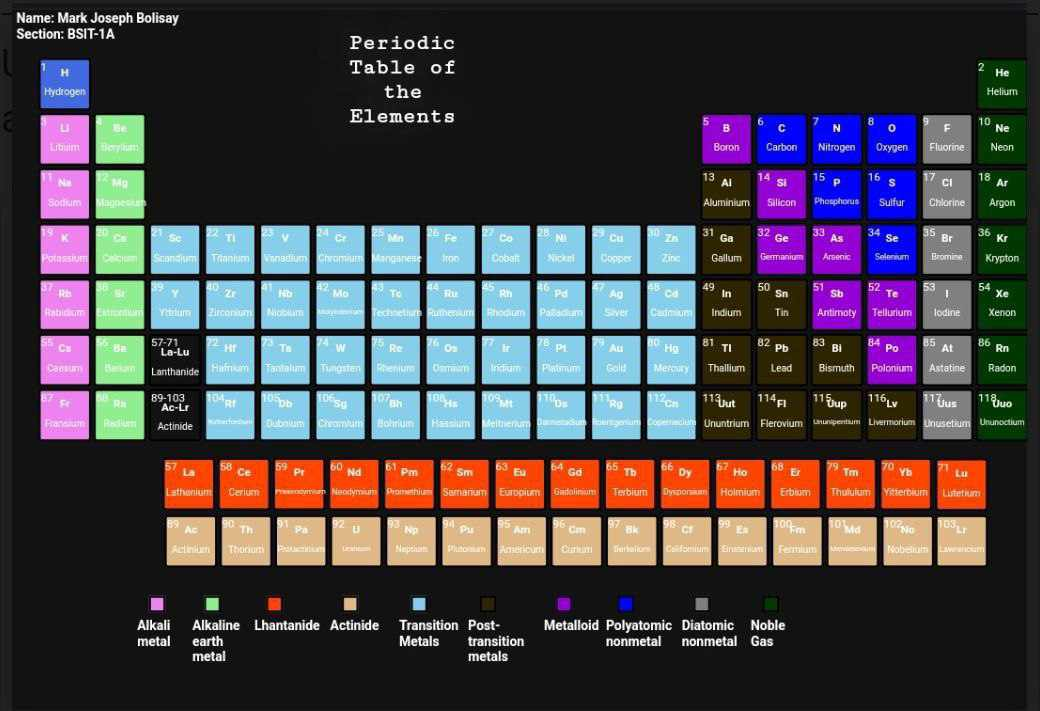 Name: Mark Joseph Bolisay
Section: BSIT-1A
Periodic
Table of
the
Elements
1 H Hydrogen
2 He Helium
3 Li Litium
4 Be Berylium
5 B Boron
6 C Carbon
7 N Nitrogen
8 O Oxygen
9 F Fluorine
10 Ne Neon
11 Na Sodium
12 Mg Magnesium
13 Al Aluminium
14 Si Silicon
15 P Phosphorus
16 S Sulfur
17 Cl Chlorine
18 Ar Argon
19 K Potassium
20 Ca Calcium
21 Sc Scandium
22 Ti Titanium
23 V Vanadium
24 Cr Chromium
25 Mn Manganese
26 Fe Iron
27 Co Cobalt
28 Ni Nickel
29 Cu Copper
30 Zn Zinc
31 Ga Gallum
32 Ge Germanium
33 As Arsenic
34 Se Selenium
35 Br Bromine
36 Kr Krypton
37 Rb Rabidium
38 Sr Estrontium
39 Y Yttrium
40 Zr Zirconium
41 Nb Niobium
42 Mo
43 Tc Technetium
44 Ru Ruthenium
45 Rh Rhodium
46 Pd Palladium
47 Ag Silver
48 Cd Cadmium
49 In Indium
50 Sn Tin
51 Sb Antimoty
52 Te Tellurium
53 I Iodine
54 Xe Xenon
55 Cs Caesum
56 Ba Barium
57-71 La-Lu Lanthanide
72 Hf Hafnium
73 Ta Tantalum
74 W Tungsten
75 Re Rhenium
76 Os Osmium
77 Ir Iridium
78 Pt Platinum
79 Au Gold
80 Hg Mercury
81 Tl Thallium
82 Pb Lead
83 Bi Bismuth
84 Po Polonium
85 At Astatine
86 Rn Radon
87 Fr Fransium
88 Ra Radium
89-103 Ac-Lr Actinide
104 Rf Rutherfordium
105 Db Dubnium
106 Sg Chromium
107 Bh Bohrium
108 Hs Hassium
109 Mt Meitnerium
110 Ds Darmstadium
111 Rg Roentgenium
112 Cn Copernacium
113 Uut Ununtrium
114 Fl Flerovium
115 Uup Ununipentium
116 Lv Livermorium
117 Uus Unusetium
118 Uuo Ununoctium
57 La Lathenium
58 Ce Cerium
59 Pr
60 Nd Neodymium
61 Pm Promethium
62 Sm Samarium
63 Eu Europium
64 Gd Gadolinium
65 Tb Terbium
66 Dy Dysporsaium
67 Ho Holmium
68 Er Erbium
79 Tm Thululum
70 Yb Yitterbium
71 Lu Lutetium
89 Ac Actinium
90 Th Thorium
91 Pa
92 U
93 Np Neptium
94 Pu Plutonium
95 Am Americum
96 Cm Curium
97 Bk Berkelium
98 Cf Califomium
99 Es Einstenium
100 Fm Fermium
101 Md
102 No Nobelium
103 Lr Lawrencium
Alkali metal
Alkaline earth metal
Lhantanide
Actinide
Transition Metals
Post-transition metals
Metalloid
Polyatomic nonmetal
Diatomic nonmetal
Noble Gas